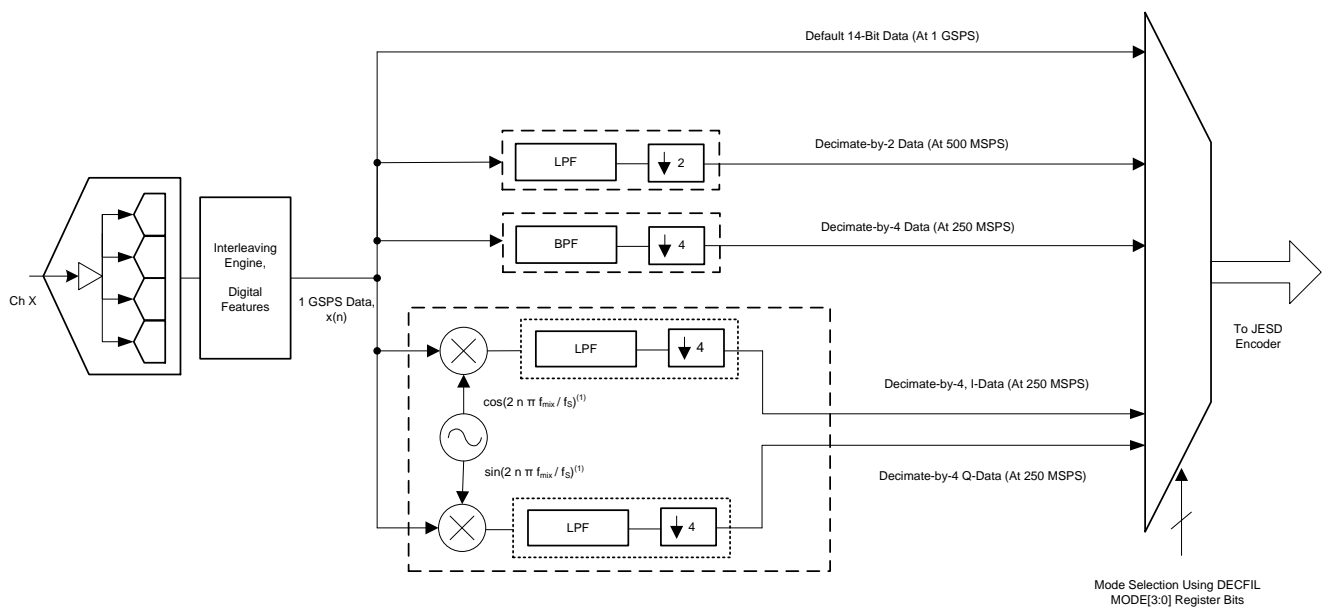 Default 14-Bit Data (At 1 GSPS)
Decimate-by-2 Data (At 500 MSPS)
LPF
2
Decimate-by-4 Data (At 250 MSPS)
BPF
4
Interleaving
Engine,
Digital
Features
Ch X
1 GSPS Data,
x(n)
LPF
4
To JESD
Encoder
Decimate-by-4, I-Data (At 250 MSPS)
cos(2 n π fmix / fS)(1)
sin(2 n π fmix / fS)(1)
Decimate-by-4 Q-Data (At 250 MSPS)
LPF
4
Mode Selection Using DECFIL
MODE[3:0] Register Bits